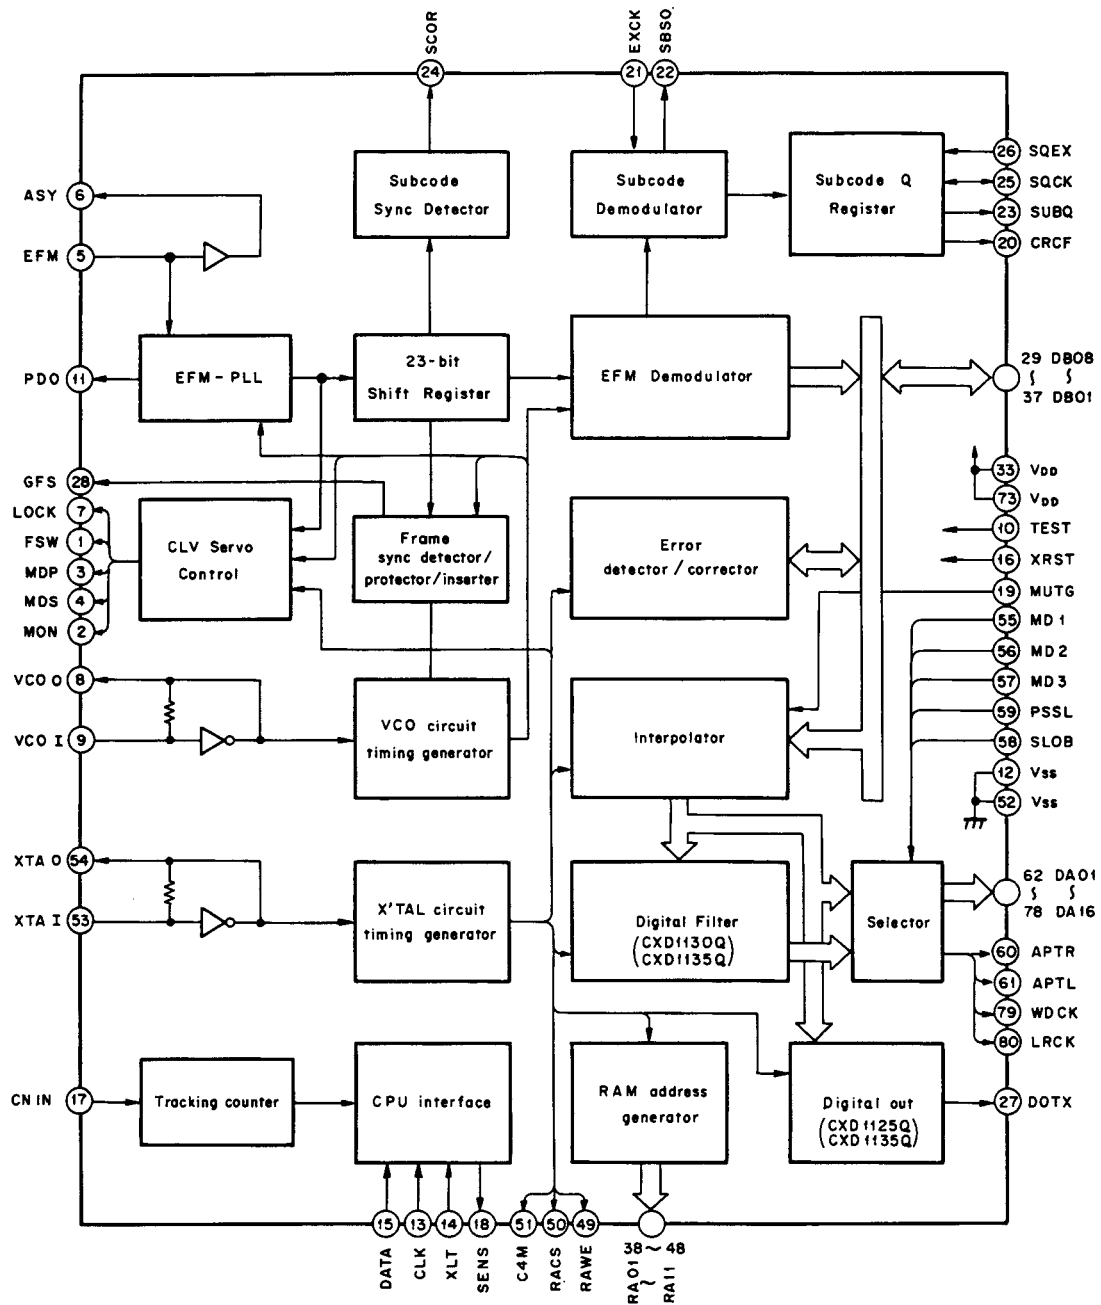 SCOR
EXCK
SBSO
24
21
22
ASY
6
EFM
5
PDO
11
GFS
28
LOCK
7
FSW
1
MDP
3
MDS
4
MON
2
VCO O
8
VCO I
9
XTA O
54
XTA I
53
CNIN
17
Subcode
Sync Detector
Subcode
Demodulator
Subcode Q
Register
EFM-PLL
23-bit
Shift Register
EFM Demodulator
CLV Servo
Control
Frame
sync detector/
protector/inserter
Error
detector/corrector
VCO circuit
timing generator
Interpolator
X'TAL circuit
timing generator
Digital Filter
(CXD1130Q)
(CXD1135Q)
Selector
Tracking counter
CPU interface
RAM address
generator
Digital out
(CXD1125Q)
(CXD1135Q)
26 SQEX
25 SQCK
23 SUBQ
20 CRCF
29 DB08
~ ~
37 DB01
33 VDD
73 VDD
10 TEST
16 XRST
19 MUTG
55 MD1
56 MD2
57 MD3
59 PSSL
58 SLOB
12 Vss
52 Vss
62 DA01
~ ~
78 DA16
60 APTR
61 APTL
79 WDCK
80 LRCK
27 DOTX
15
13
14
18
51
50
49
DATA
CLK
XLT
SENS
C4M
RACS
RAWE
38 ~ 48
RA01 ~ RA11